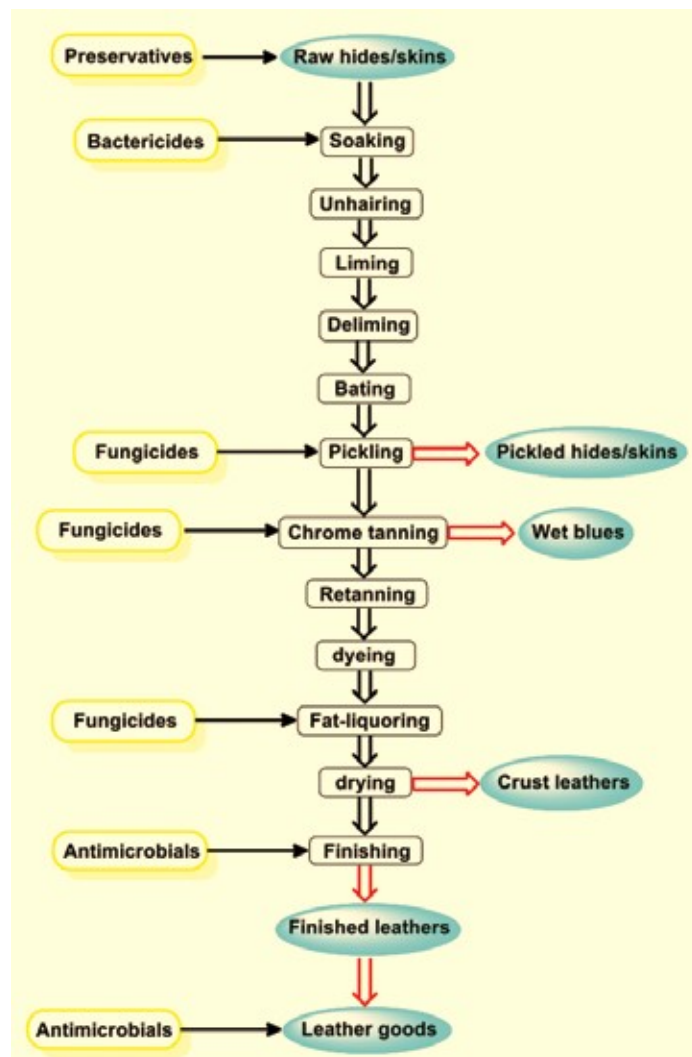 Preservatives
Raw hides/skins
Bactericides
Soaking
Unhairing
Liming
Deliming
Bating
Fungicides
Pickling
Pickled hides/skins
Fungicides
Chrome tanning
Wet blues
Retanning
dyeing
Fungicides
Fat-liquoring
drying
Crust leathers
Antimicrobials
Finishing
Finished leathers
Antimicrobials
Leather goods